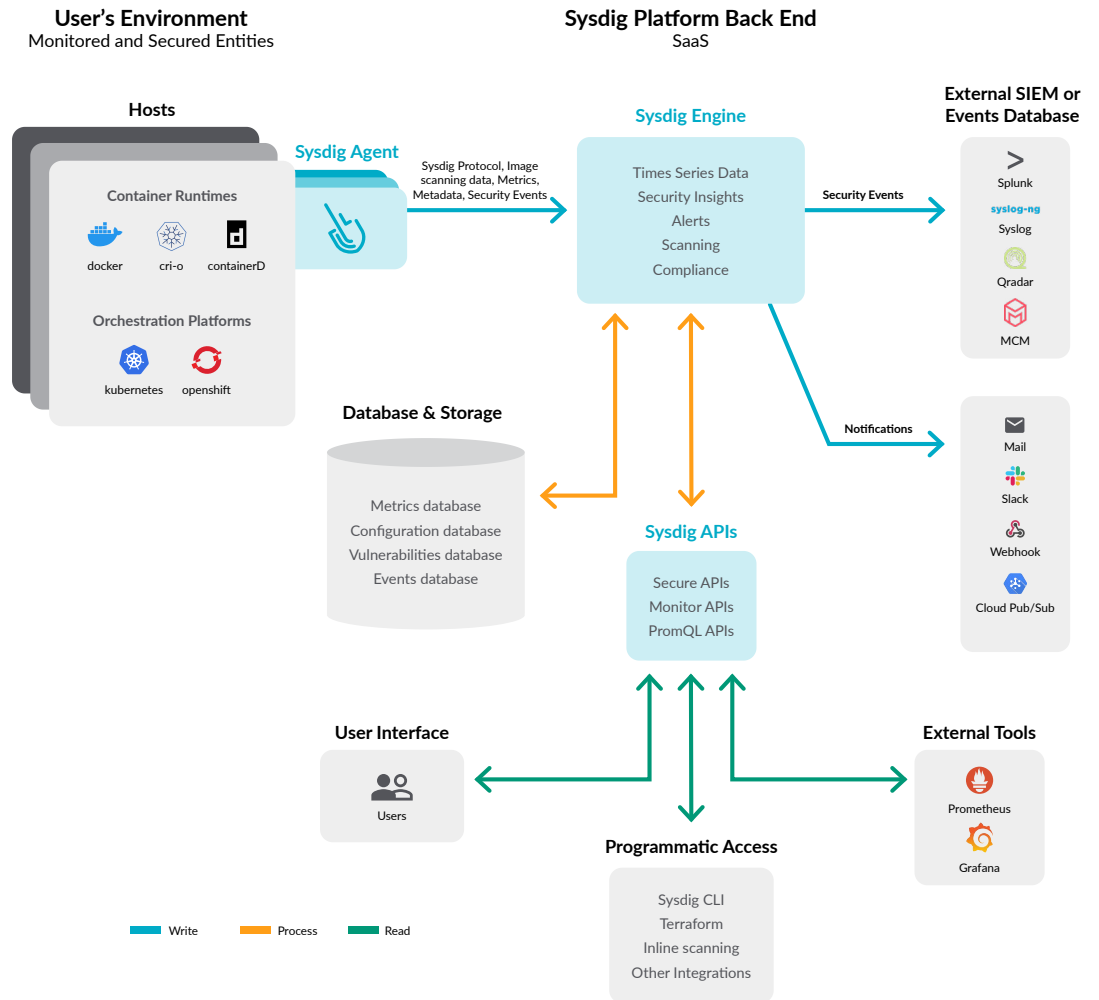 User's Environment
Monitored and Secured Entities
Sysdig Platform Back End
SaaS
Hosts
Container Runtimes
docker
cri-o
d
containerD
Orchestration Platforms
kubernetes
openshift
Sysdig Agent
Sysdig Protocol, Image
scanning data, Metrics,
Metadata, Security Events
Sysdig Engine
Times Series Data
Security Insights
Alerts
Scanning
Compliance
Security Events
External SIEM or
Events Database
Splunk
syslog-ng
Syslog
Qradar
MCM
Notifications
Mail
Slack
Webhook
Cloud Pub/Sub
Database & Storage
Metrics database
Configuration database
Vulnerabilities database
Events database
Sysdig APIs
Secure APIs
Monitor APIs
PromQL APIs
User Interface
Users
Programmatic Access
Sysdig CLI
Terraform
Inline scanning
Other Integrations
External Tools
Prometheus
Grafana
Write
Process
Read